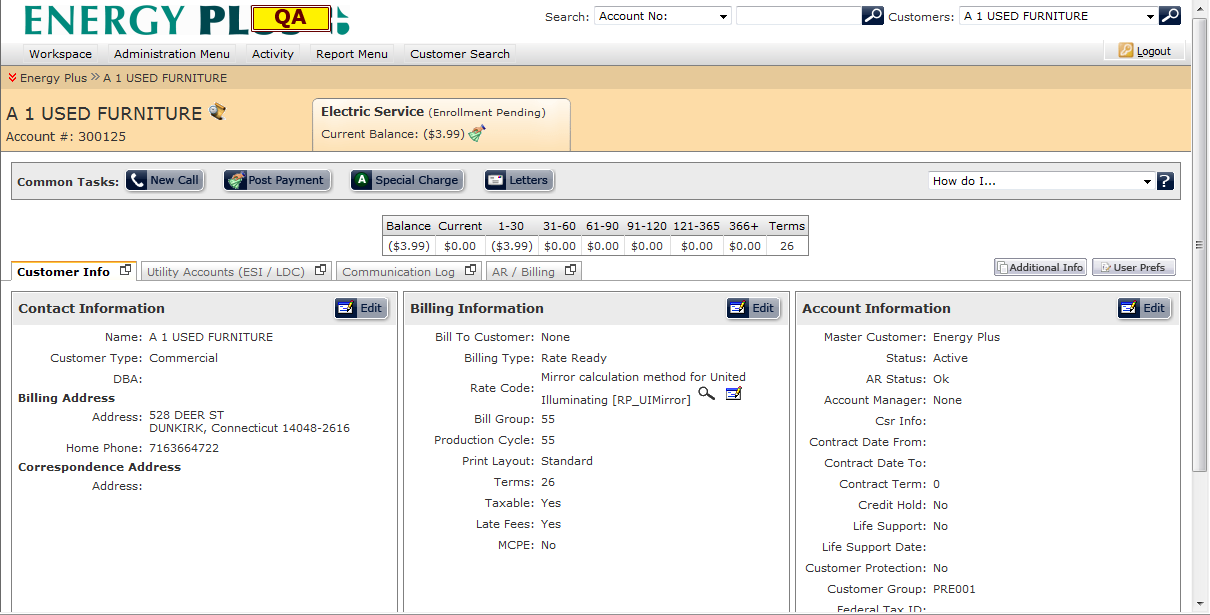 ENERGY PL QA
Search: Account No: Customers: A 1 USED FURNITURE
Workspace Administration Menu Activity Report Menu Customer Search Logout
Energy Plus >> A 1 USED FURNITURE
A 1 USED FURNITURE
Account #: 300125
Electric Service (Enrollment Pending)
Current Balance: ($3.99)
Common Tasks: New Call Post Payment A Special Charge Letters How do I... ?
Balance Current 1-30 31-60 61-90 91-120 121-365 366+ Terms
($3.99) $0.00 ($3.99) $0.00 $0.00 $0.00 $0.00 $0.00 26
Customer Info Utility Accounts (ESI / LDC) Communication Log AR / Billing Additional Info User Prefs
Contact Information Edit
Name: A 1 USED FURNITURE
Customer Type: Commercial
DBA:
Billing Address
Address: 528 DEER ST
DUNKIRK, Connecticut 14048-2616
Home Phone: 7163664722
Correspondence Address
Address:
Billing Information Edit
Bill To Customer: None
Billing Type: Rate Ready
Rate Code: Mirror calculation method for United
Illuminating [RP_UIMirror]
Bill Group: 55
Production Cycle: 55
Print Layout: Standard
Terms: 26
Taxable: Yes
Late Fees: Yes
MCPE: No
Account Information Edit
Master Customer: Energy Plus
Status: Active
AR Status: Ok
Account Manager: None
Csr Info:
Contract Date From:
Contract Date To:
Contract Term: 0
Credit Hold: No
Life Support: No
Life Support Date:
Customer Protection: No
Customer Group: PRE001
Federal Tax ID: